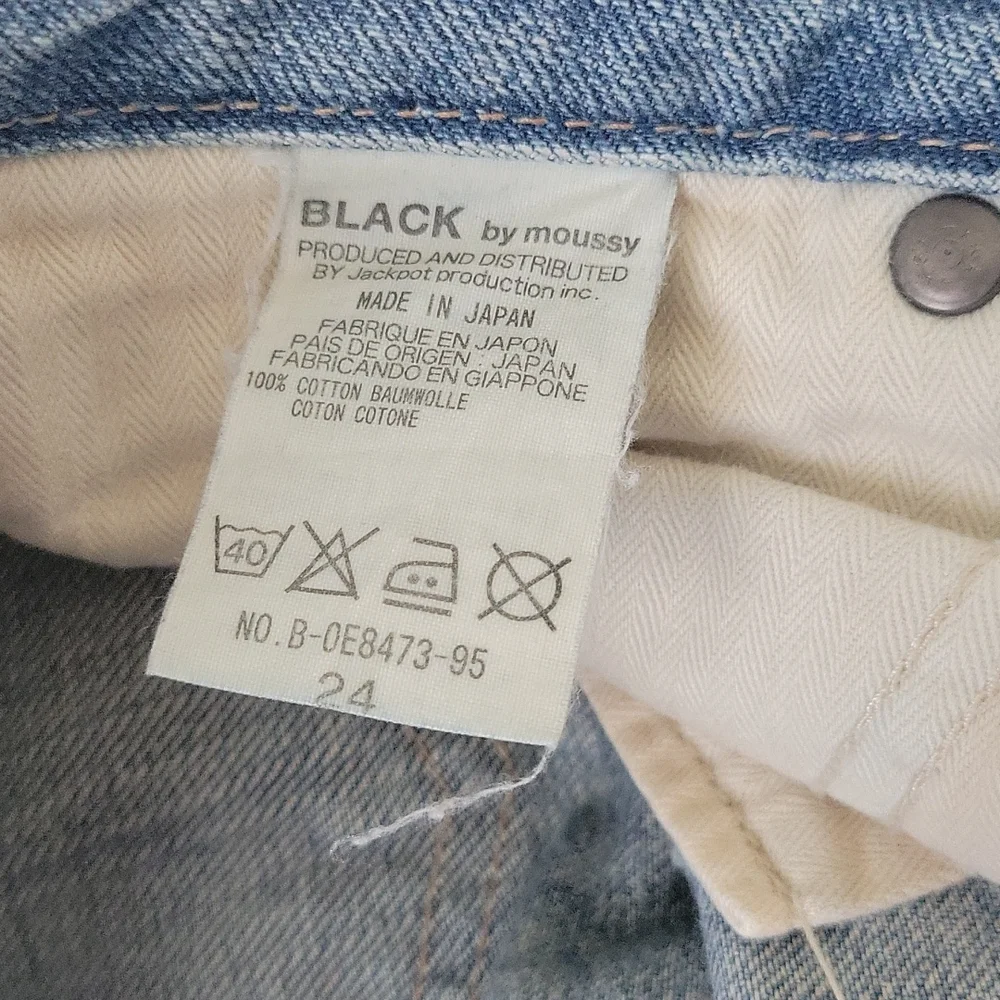 BLACK by moussy
PRODUCED AND DISTRIBUTED
BY Jackpot production inc.
MADE IN JAPAN
FABRIQUE EN JAPON
PAIS DE ORIGEN : JAPAN
FABRICANDO EN GIAPPONE
100% COTTON BAUMWOLLE
COTON COTONE
40
NO.B-0E8473-95
24